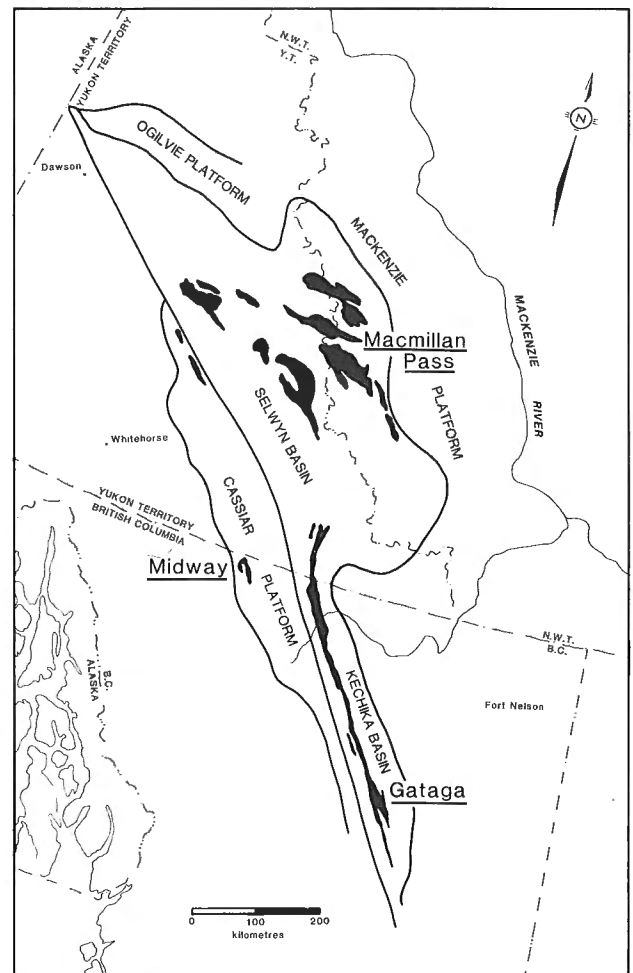 N.W.T.
Y.T.
ALASKA
YUKON TERRITORY
N
OGILVIE PLATFORM
Dawson
MACKENZIE
PLATFORM
MACKENZIE
RIVER
Macmillan
Pass
SELWYN BASIN
Whitehorse
CASSIAR
PLATFORM
YUKON TERRITORY
BRITISH COLUMBIA
Midway
N.W.T.
B.C.
B.C.
ALASKA
KECHIKA BASIN
Fort Nelson
Gataga
0 100 200
kilometres